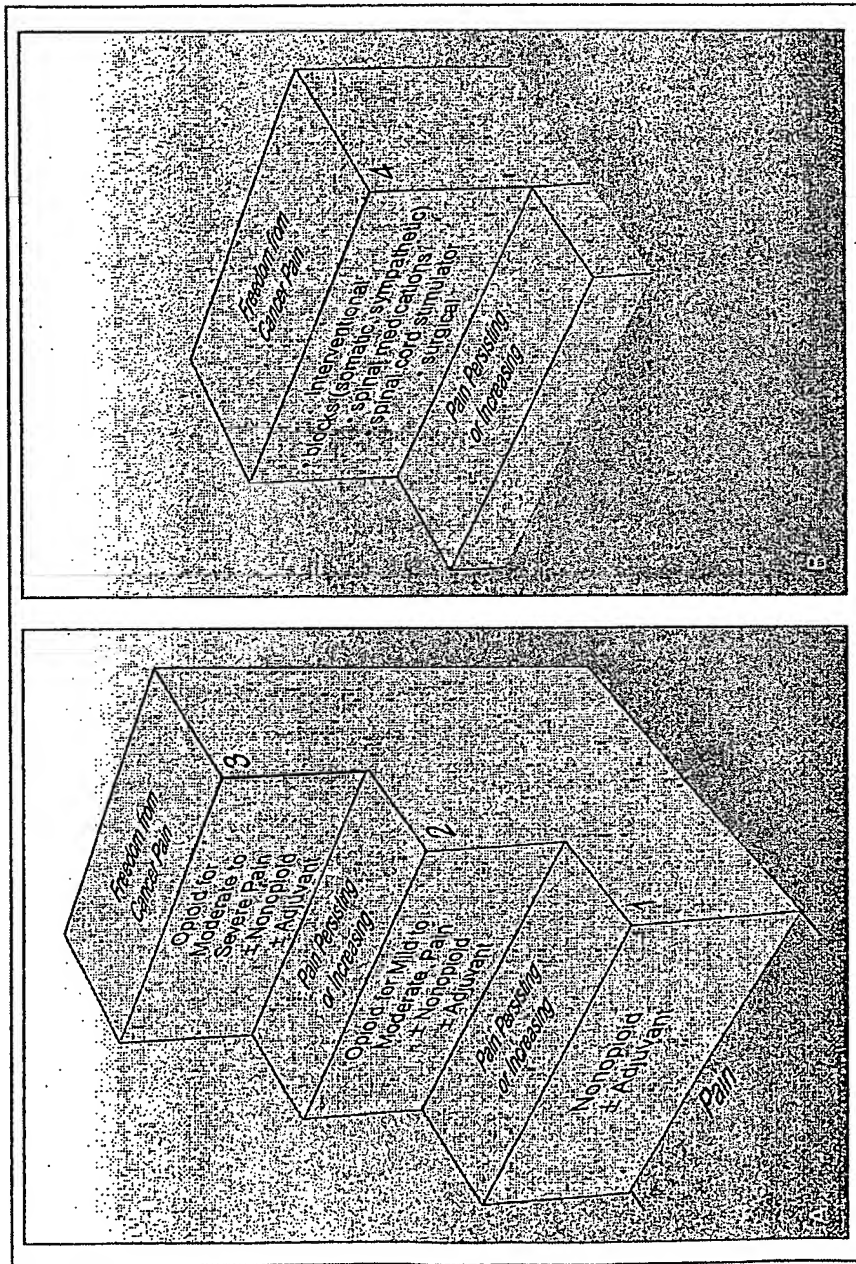 Freedom from
Cancer Pain
3
Opioid for
Moderate to
Severe Pain
± Nonopioid
± Adjuvant
Pain Persisting
or Increasing
2
Opioid for Mild to
Moderate Pain
± Nonopioid
± Adjuvant
Pain Persisting
or Increasing
1
Nonopioid
± Adjuvant
Pain
A
Freedom from
Cancer Pain
4
Interventional
blocks (somatic, sympathetic)
spinal medications
spinal cord stimulator
surgical
Pain Persisting
or Increasing
B